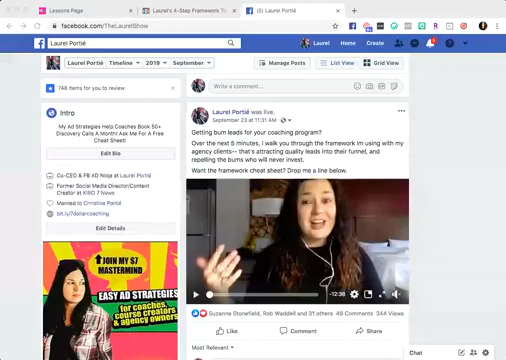 Lessons Page
Laurel's 4-Step Framework
(5) Laurel Portié
facebook.com/TheLaurelShow
Laurel Portié
Laurel
Home
Create
Laurel Portié
Timeline
2019
September
Manage Posts
List View
Grid View
748 items for you to review
Write a comment...
Intro
My Ad Strategies Help Coaches Book 50+
Discovery Calls A Month! Ask Me For A Free
Cheat Sheet!
Edit Bio
Co-CEO & FB AD Ninja at Laurel Portié
Former Social Media Director/Content
Creator at KIRO 7 News
Married to Christina Portié
bit.ly/7dollarcoaching
Edit Details
JOIN MY $7
MASTERMIND
EASY AD STRATEGIES
for coaches,
course creators
& agency owners
Laurel Portié was live.
September 23 at 11:31 AM
Getting bum leads for your coaching program?
Over the next 5 minutes, I walk you through the framework Im using with my
agency clients-- that's attracting quality leads into their funnel, and
repelling the bums who will never invest.
Want the framework cheat sheet? Drop me a line below.
-12:36
Suzanne Stonefield, Rob Waddell and 31 others
49 Comments
344 Views
Like
Comment
Share
Most Relevant
Chat